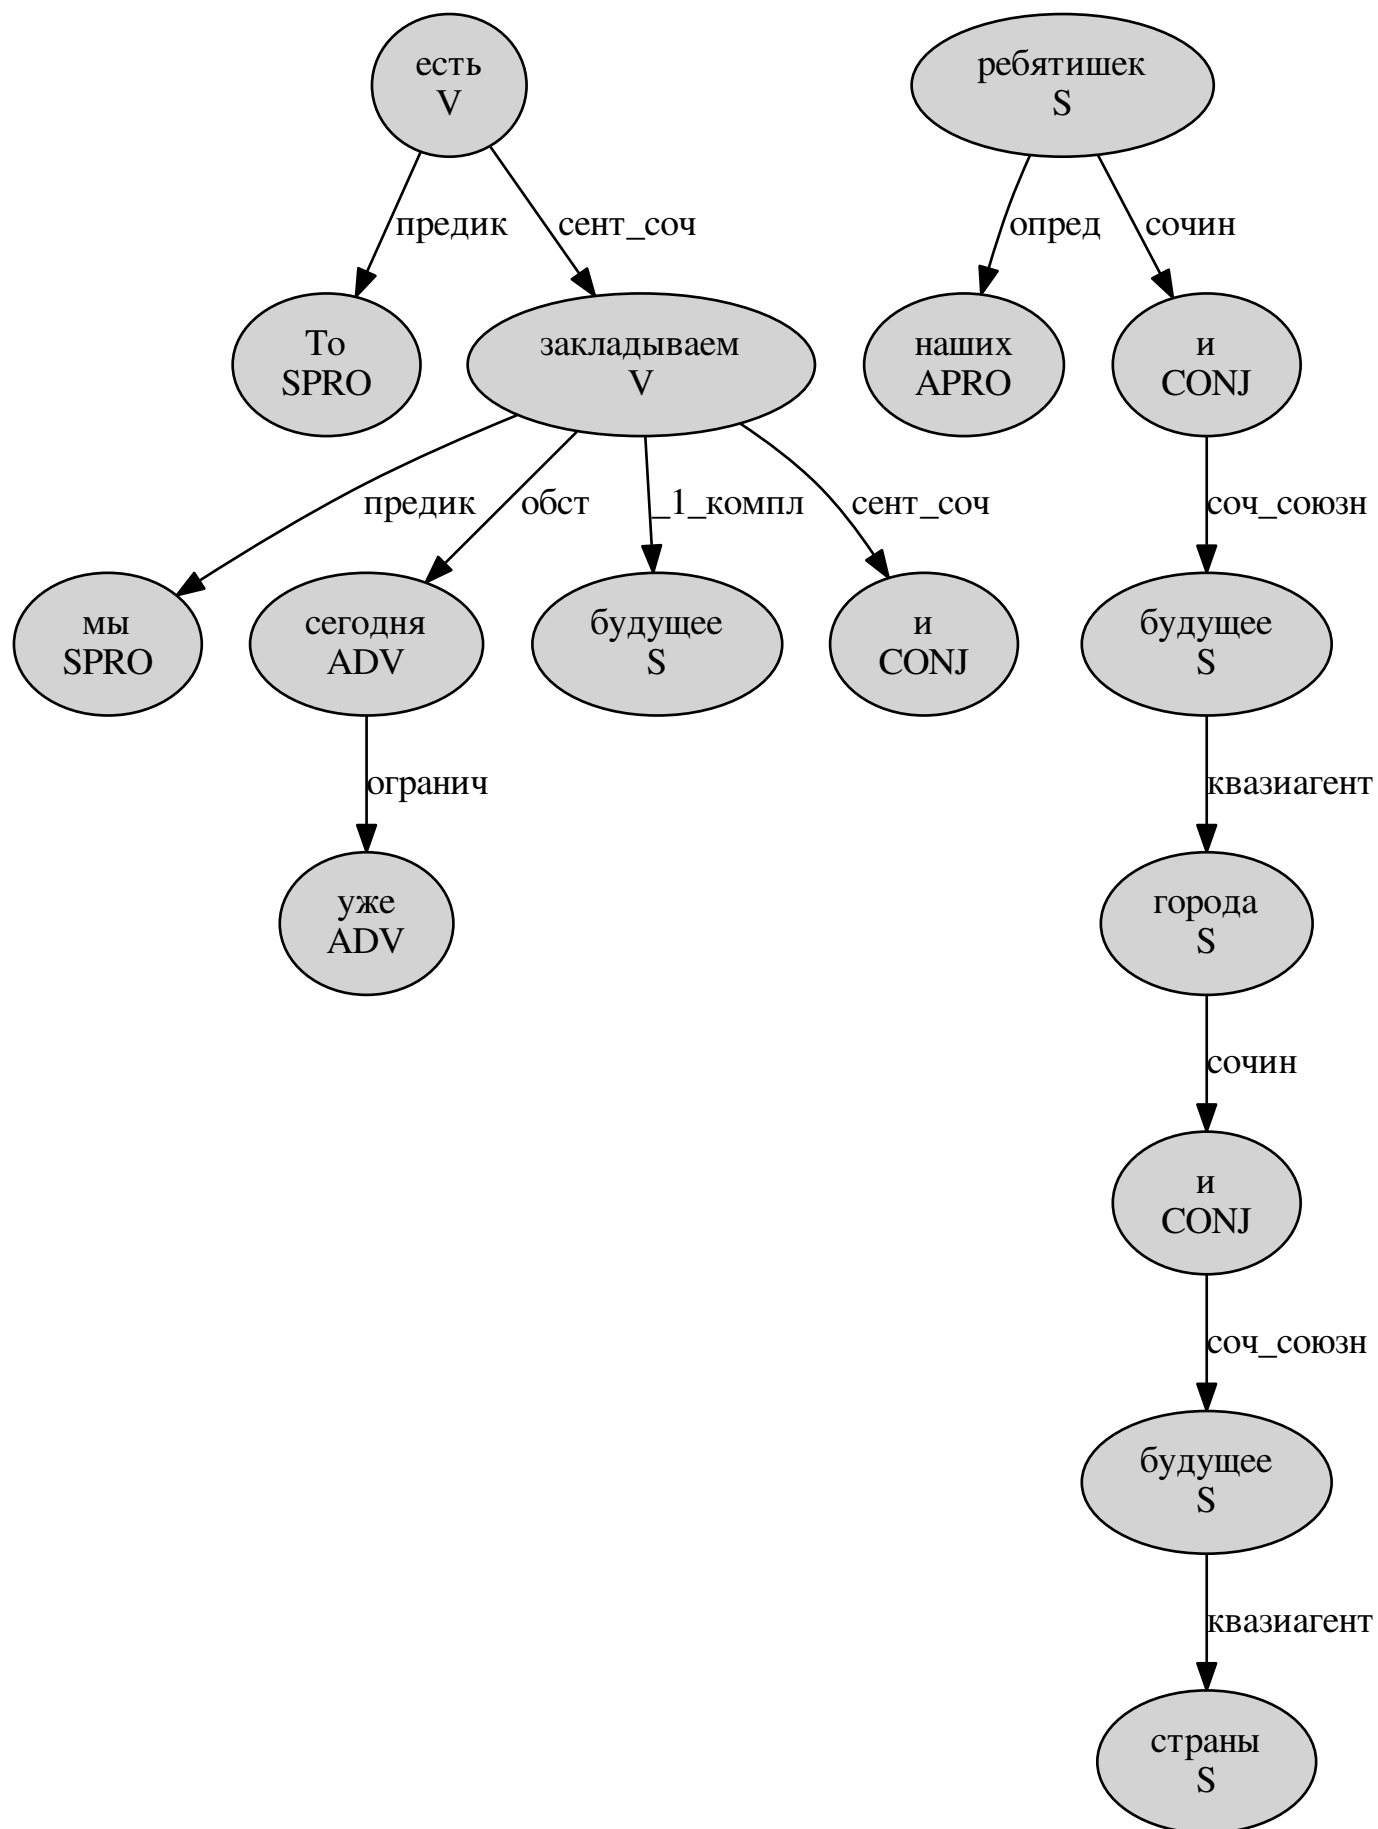 есть
V
ребятишек
S
предик
сент_соч
опред
сочин
То
SPRO
закладываем
V
наших
APRO
и
CONJ
предик
обст
_1_компл
сент_соч
соч_союзн
мы
SPRO
сегодня
ADV
будущее
S
и
CONJ
будущее
S
огранич
квазиагент
уже
ADV
города
S
сочин
и
CONJ
соч_союзн
будущее
S
квазиагент
страны
S